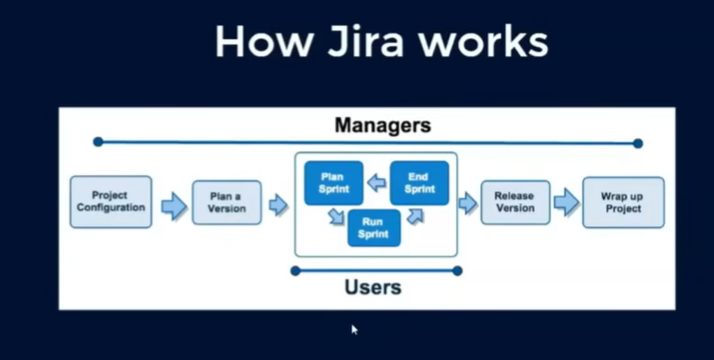 How Jira works
Managers
Project
Configuration
Plan a
Version
Plan
Sprint
End
Sprint
Run
Sprint
Release
Version
Wrap up
Project
Users